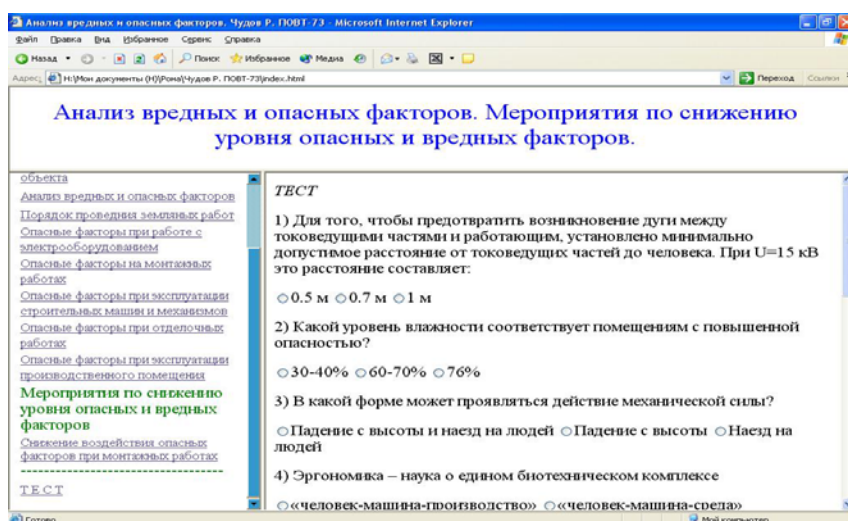 Анализ вредных и опасных факторов. Чудов Р. ПОВТ-73 - Microsoft Internet Explorer
Файл Правка Вид Избранное Сервис Справка
Назад Поиск Избранное Медиа
Адрес: H:\Мои документы (H)\Рома\Чудов Р. ПОВТ-73\index.html Переход Ссылки
Анализ вредных и опасных факторов. Мероприятия по снижению
уровня опасных и вредных факторов.
объекта
Анализ вредных и опасных факторов
Порядок проведния земляных работ
Опасные факторы при работе с
электрооборудованием
Опасные факторы на монтажных
работах
Опасные факторы при эксплуатации
строительных машин и механизмов
Опасные факторы при отделочных
работах
Опасные факторы при эксплуатации
производственного помещения
Мероприятия по снижению
уровня опасных и вредных
факторов
Снижение воздействия опасных
факторов при монтажных работах
-----------------------------------
ТЕСТ
ТЕСТ
1) Для того, чтобы предотвратить возникновение дуги между
токоведущими частями и работающим, установлено минимально
допустимое расстояние от токоведущих частей до человека. При U=15 кВ
это расстояние составляет:
0.5 м 0.7 м 1 м
2) Какой уровень влажности соответствует помещениям с повышенной
опасностью?
30-40% 60-70% 76%
3) В какой форме может проявляться действие механической силы?
Падение с высоты и наезд на людей Падение с высоты Наезд на
людей
4) Эргономика – наука о едином биотехническом комплексе
«человек-машина-производство» «человек-машина-среда»
Готово Мой компьютер